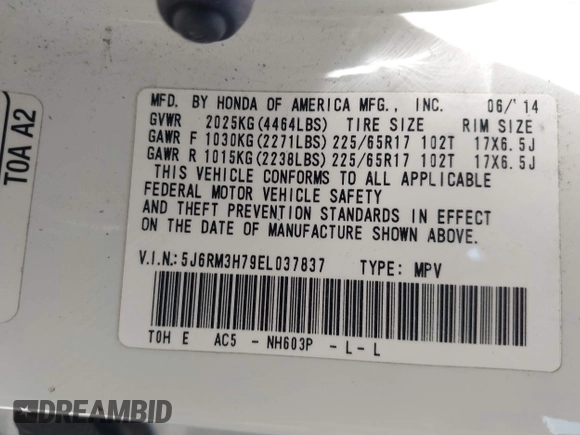 TOA A2
MFD. BY HONDA OF AMERICA MFG., INC. 06/'14
GVWR 2025KG(4464LBS) TIRE SIZE RIM SIZE
GAWR F 1030KG(2271LBS) 225/65R17 102T 17X6.5J
GAWR R 1015KG(2238LBS) 225/65R17 102T 17X6.5J
THIS VEHICLE CONFORMS TO ALL APPLICABLE
FEDERAL MOTOR VEHICLE SAFETY
AND THEFT PREVENTION STANDARDS IN EFFECT
ON THE DATE OF MANUFACTURE SHOWN ABOVE.
V.I.N.:5J6RM3H79EL037837 TYPE: MPV
TOH E AC5 - NH603P - L - L
DREAMBID